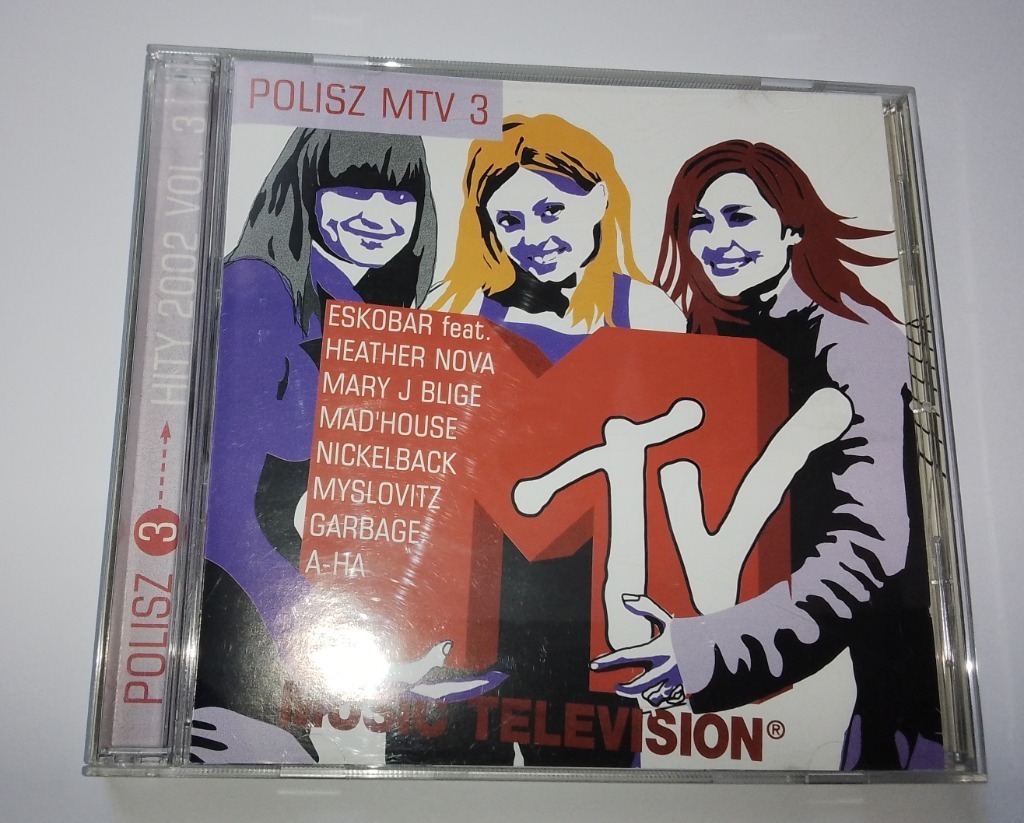 POLISZ MTV 3
ESKOBAR feat.
HEATHER NOVA
MARY J BLIGE
MAD'HOUSE
NICKELBACK
MYSLOVITZ
GARBAGE
A-HA
MTV
MUSIC TELEVISION®
POLISZ 3 HITY 2002 VOL. 3